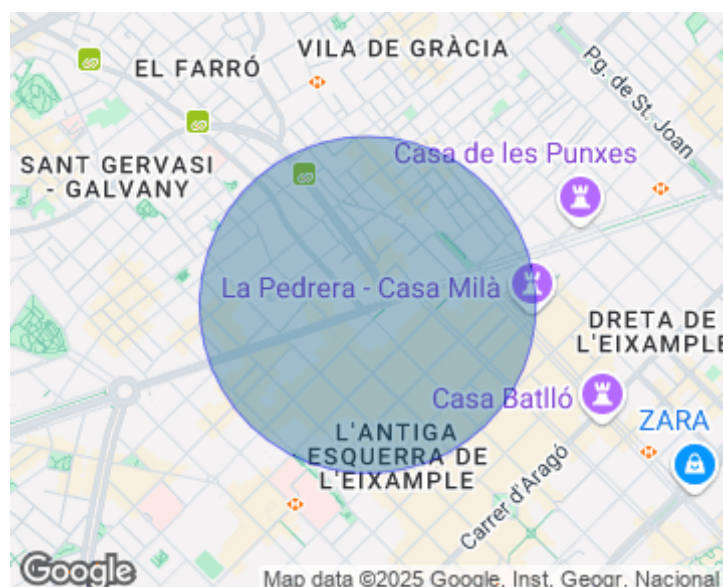 VILA DE GRÀCIA
EL FARRÓ
Pg. de St. Joan
SANT GERVASI
- GALVANY
Casa de les Punxes
La Pedrera - Casa Milà
DRETA DE
L'EIXAMPLE
Casa Batlló
ZARA
L'ANTIGA
ESQUERRA DE
L'EIXAMPLE
Carrer d'Aragó
Google
Map data ©2025 Google, Inst. Geogr. Nacional